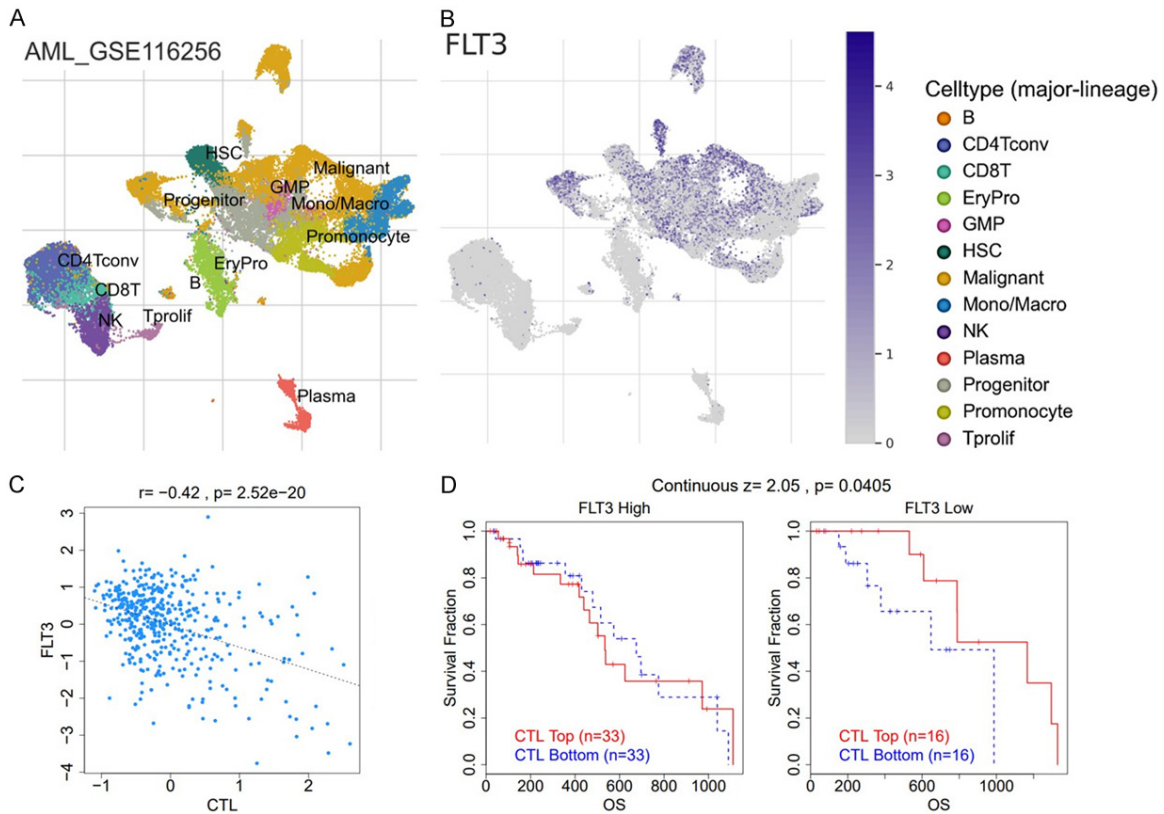 A
AML_GSE116256
HSC
Malignant
GMP
Progenitor
Mono/Macro
Promonocyte
CD4Tconv
EryPro
CD8T
B
NK
Tprolif
Plasma
B
FLT3
4
3
2
1
0
Celltype (major-lineage)
B
CD4Tconv
CD8T
EryPro
GMP
HSC
Malignant
Mono/Macro
NK
Plasma
Progenitor
Promonocyte
Tprolif
C
r= −0.42 , p= 2.52e−20
FLT3
3
2
1
0
−1
−2
−3
−4
−1 0 1 2
CTL
D
Continuous z= 2.05 , p= 0.0405
FLT3 High
Survival Fraction
1.0
0.8
0.6
0.4
0.2
0.0
CTL Top (n=33)
CTL Bottom (n=33)
0 200 400 600 800 1000
OS
FLT3 Low
Survival Fraction
1.0
0.8
0.6
0.4
0.2
0.0
CTL Top (n=16)
CTL Bottom (n=16)
0 200 600 1000
OS